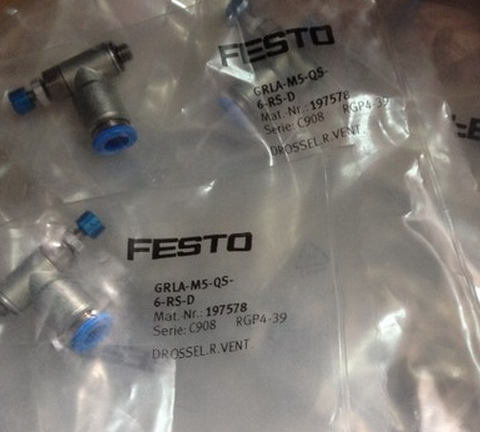 FESTO
GRLA-M5-QS-
6-RS-D
Mat. Nr.: 197578
Serie: C908 RGP4-39
DROSSEL.R.VENT.
FESTO
GRLA-M5-QS-
6-RS-D
Mat. Nr.: 197578
Serie: C908 RGP4-39
DROSSEL.R.VENT.